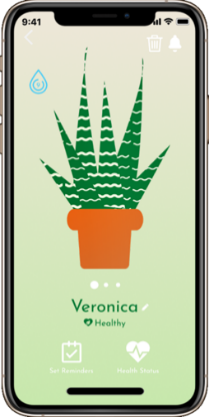 9:41
Veronica
Healthy
Set Reminders
Health Status